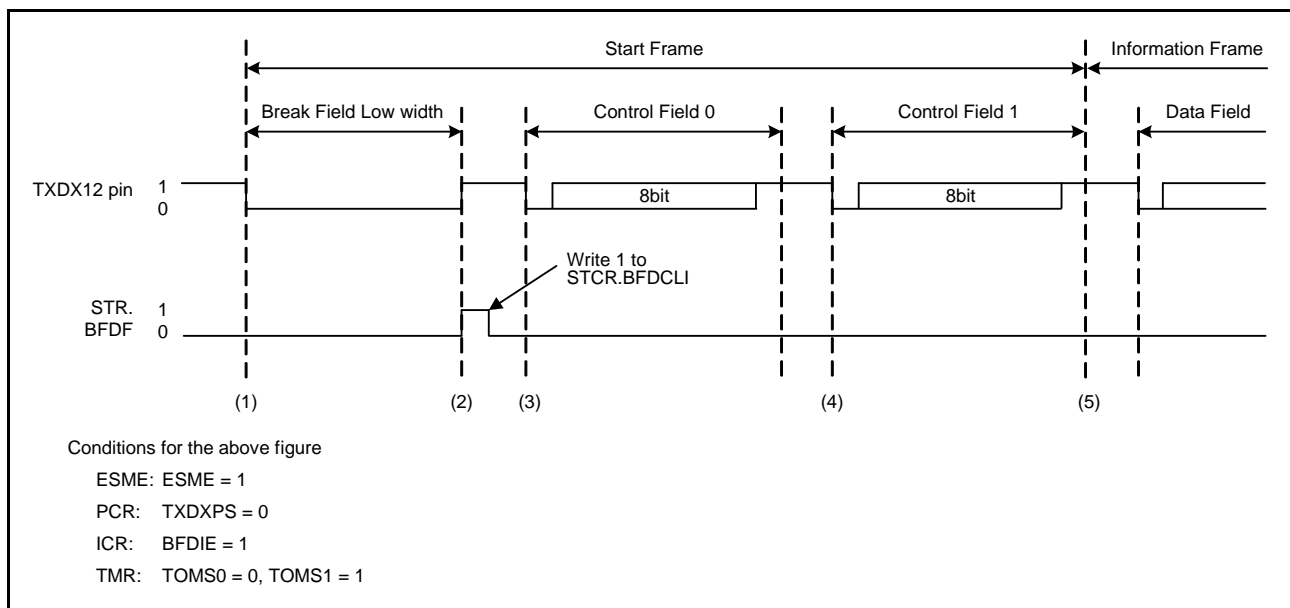 Start Frame
Information Frame
Break Field Low width
Control Field 0
Control Field 1
Data Field
TXDX12 pin
1
0
8bit
8bit
Write 1 to
STCR.BFDCLI
STR.
BFDF
1
0
(1)
(2)
(3)
(4)
(5)
Conditions for the above figure
ESME: ESME = 1
PCR: TXDXPS = 0
ICR: BFDIE = 1
TMR: TOMS0 = 0, TOMS1 = 1